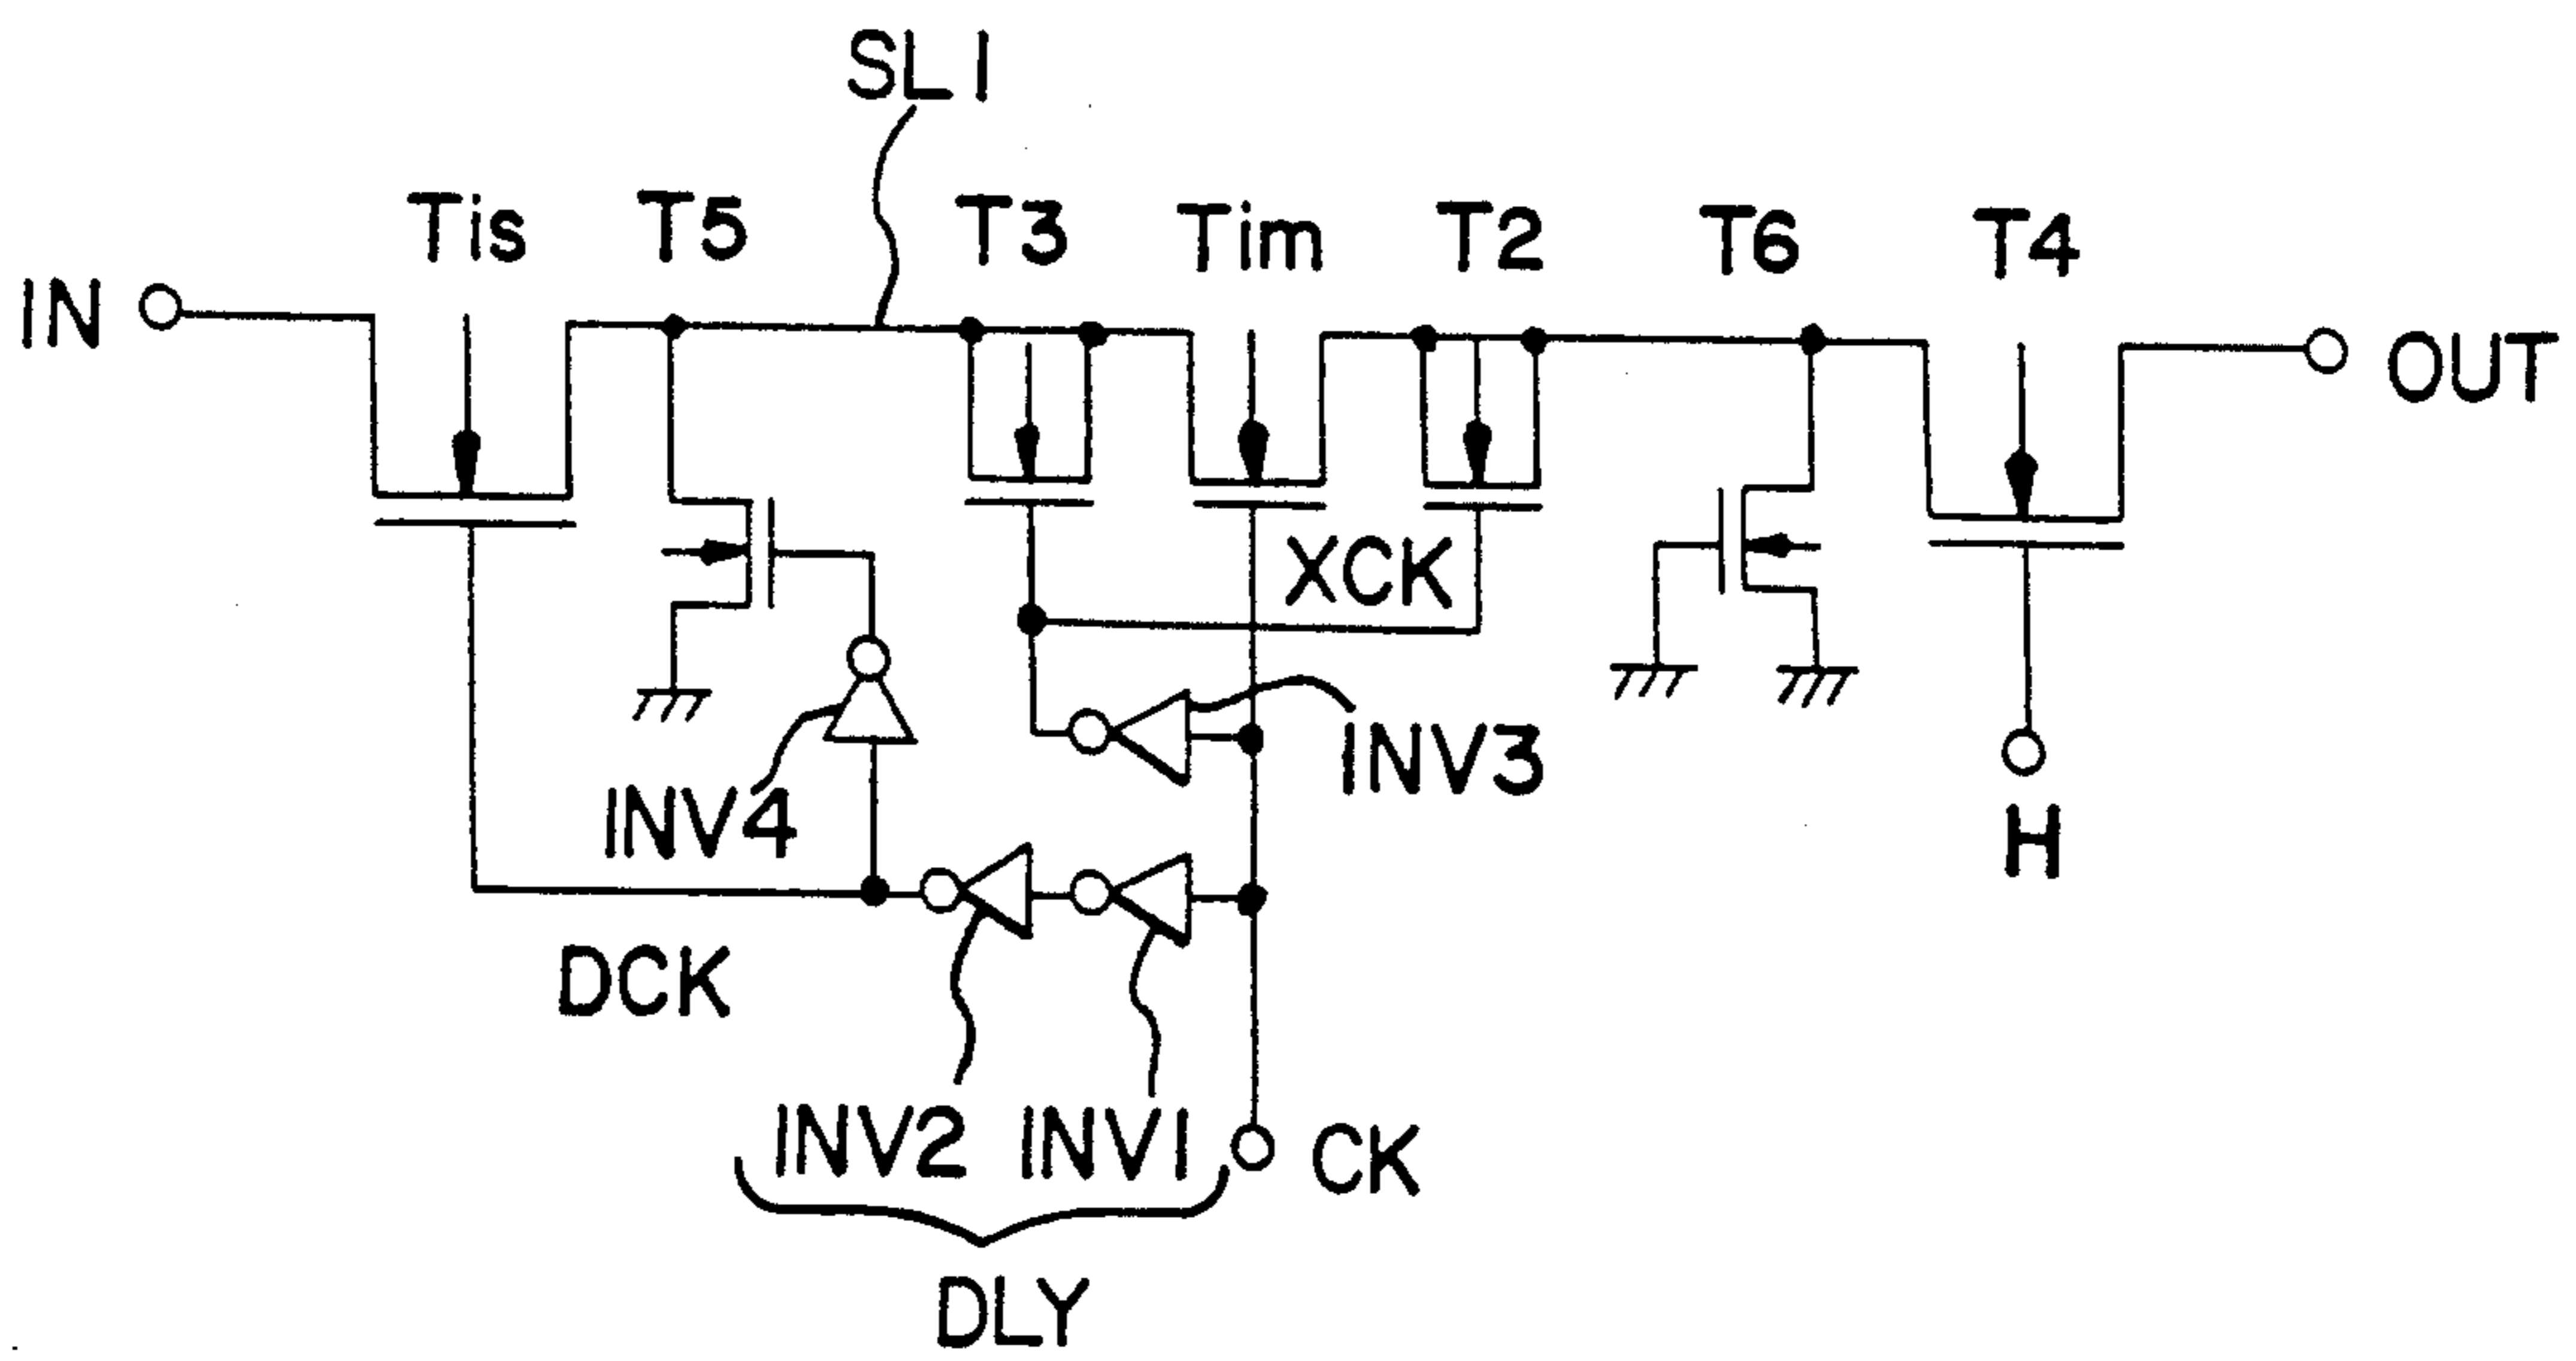 SL1
Tis T5 T3 Tim T2 T6 T4
IN
OUT
XCK
INV3
INV4
H
DCK
INV2 INV1
CK
DLY